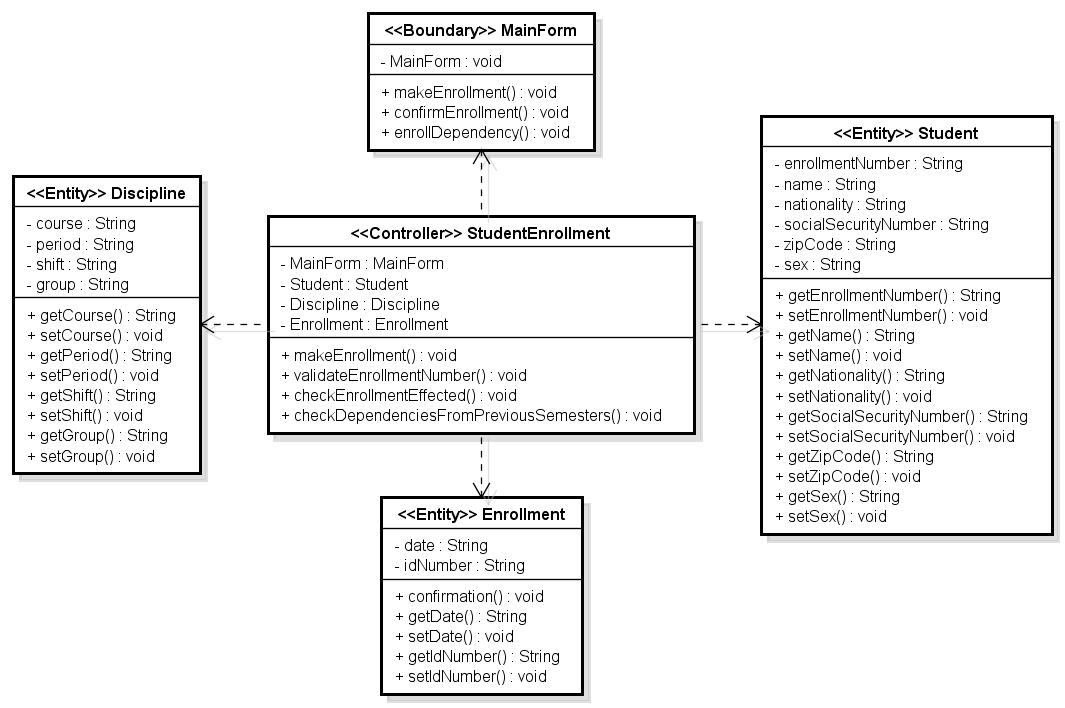 <<Boundary>> MainForm
- MainForm : void
+ makeEnrollment() : void
+ confirmEnrollment() : void
+ enrollDependency() : void
<<Entity>> Discipline
- course : String
- period : String
- shift : String
- group : String
+ getCourse() : String
+ setCourse() : void
+ getPeriod() : String
+ setPeriod() : void
+ getShift() : String
+ setShift() : void
+ getGroup() : String
+ setGroup() : void
<<Controller>> StudentEnrollment
- MainForm : MainForm
- Student : Student
- Discipline : Discipline
- Enrollment : Enrollment
+ makeEnrollment() : void
+ validateEnrollmentNumber() : void
+ checkEnrollmentEffected() : void
+ checkDependenciesFromPreviousSemesters() : void
<<Entity>> Student
- enrollmentNumber : String
- name : String
- nationality : String
- socialSecurityNumber : String
- zipCode : String
- sex : String
+ getEnrollmentNumber() : String
+ setEnrollmentNumber() : void
+ getName() : String
+ setName() : void
+ getNationality() : String
+ setNationality() : void
+ getSocialSecurityNumber() : String
+ setSocialSecurityNumber() : void
+ getZipCode() : String
+ setZipCode() : void
+ getSex() : String
+ setSex() : void
<<Entity>> Enrollment
- date : String
- idNumber : String
+ confirmation() : void
+ getDate() : String
+ setDate() : void
+ getIdNumber() : String
+ setIdNumber() : void